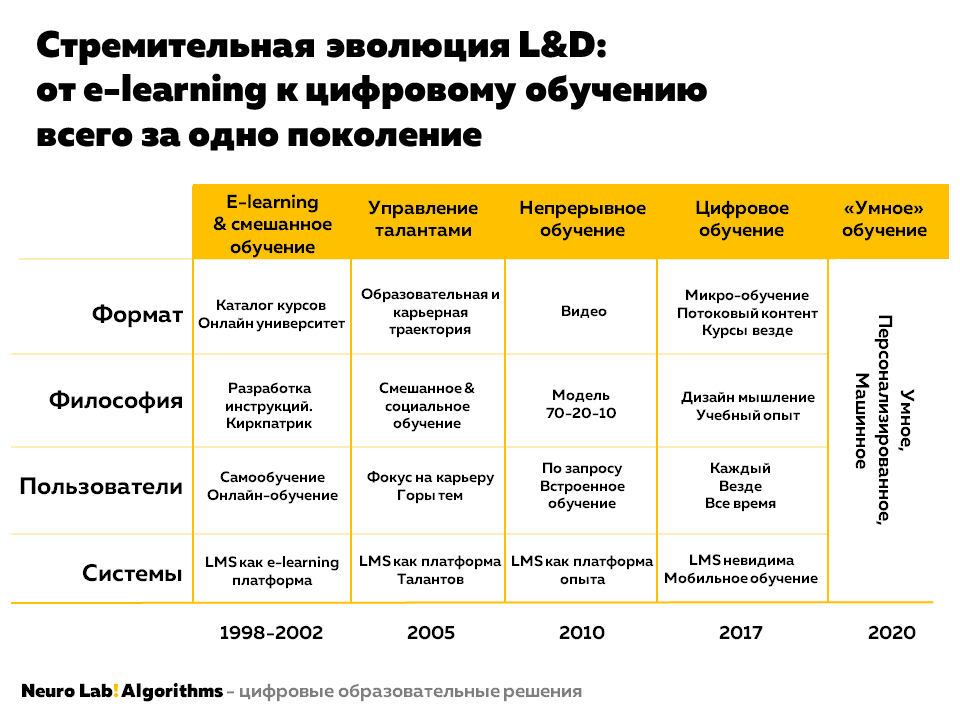 Стремительная эволюция L&D:
от e-learning к цифровому обучению
всего за одно поколение
E-learning
& смешанное
обучение
Управление
талантами
Непрерывное
обучение
Цифровое
обучение
«Умное»
обучение
Формат
Каталог курсов
Онлайн университет
Образовательная и
карьерная
траектория
Видео
Микро-обучение
Потоковый контент
Курсы везде
Умное,
Персонализированное,
Машинное
Философия
Разработка
инструкций.
Киркпатрик
Смешанное &
социальное
обучение
Модель
70-20-10
Дизайн мышление
Учебный опыт
Пользователи
Самообучение
Онлайн-обучение
Фокус на карьеру
Горы тем
По запросу
Встроенное
обучение
Каждый
Везде
Все время
Системы
LMS как e-learning
платформа
LMS как платформа
Талантов
LMS как платформа
опыта
LMS невидима
Мобильное обучение
1998-2002
2005
2010
2017
2020
Neuro Lab! Algorithms - цифровые образовательные решения